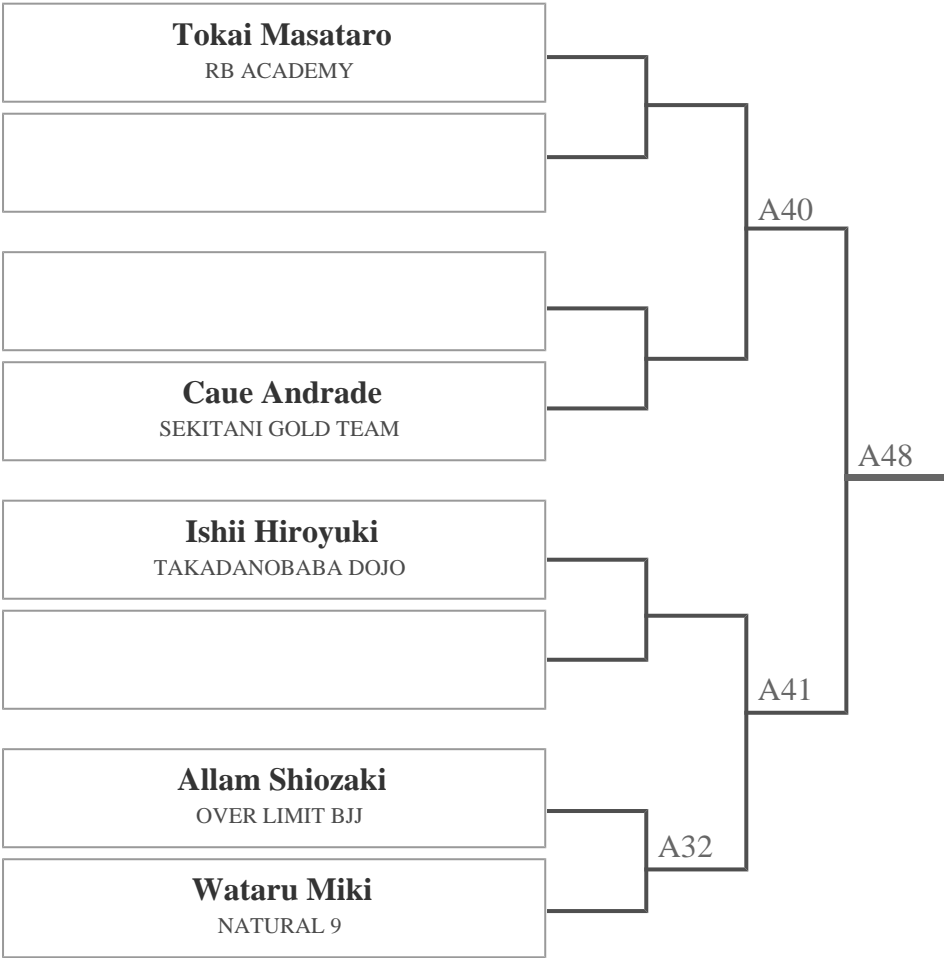 Tokai Masataro
RB ACADEMY
A40
Caue Andrade
SEKITANI GOLD TEAM
A48
Ishii Hiroyuki
TAKADANOBABA DOJO
A41
Allam Shiozaki
OVER LIMIT BJJ
A32
Wataru Miki
NATURAL 9